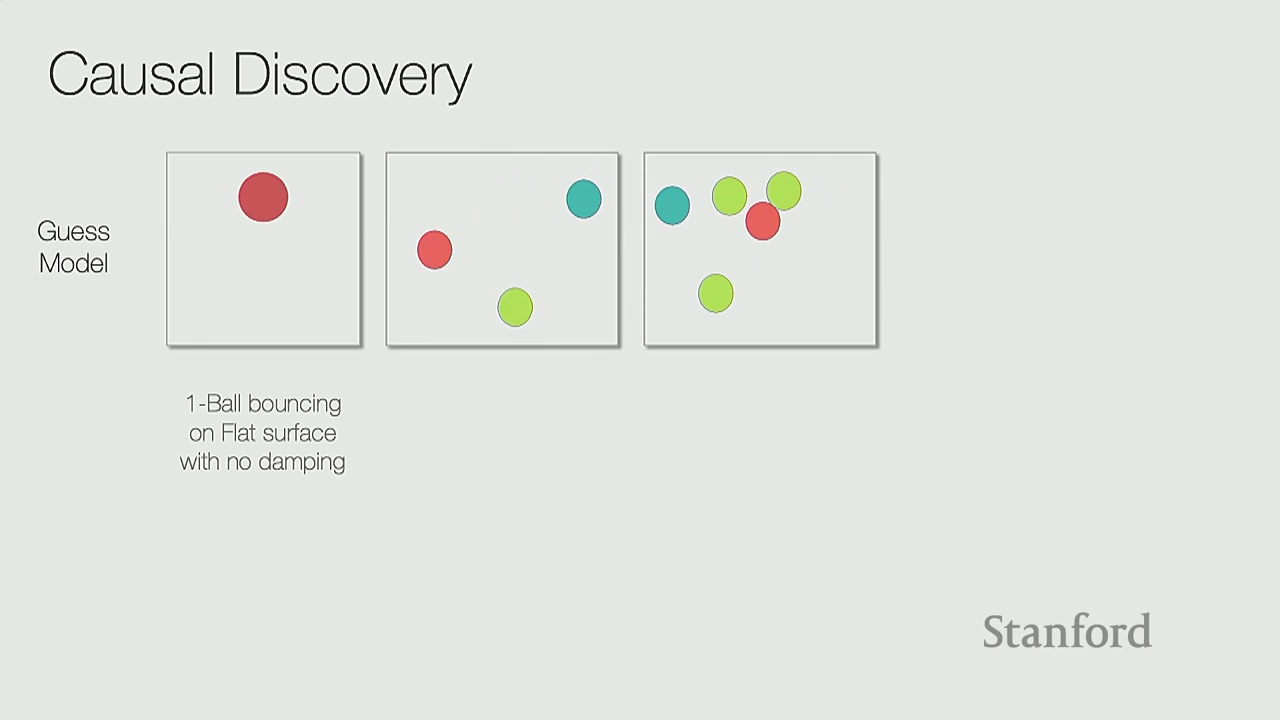 Causal Discovery
Guess
Model
1-Ball bouncing
on Flat surface
with no damping
Stanford